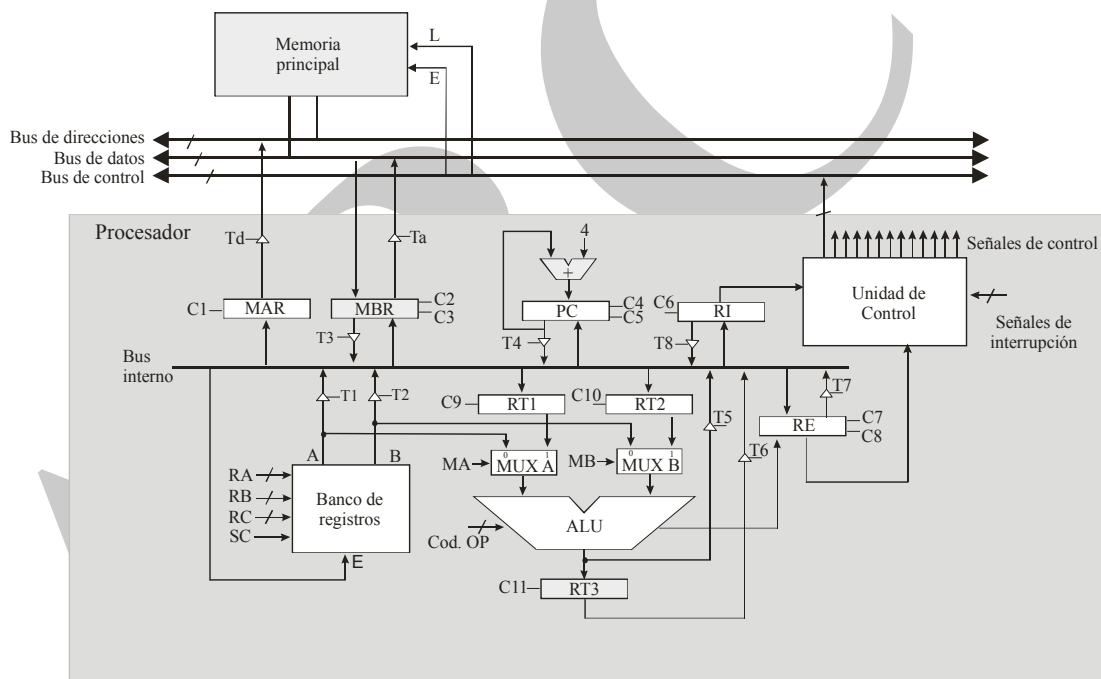 Memoria
principal
L
E
Bus de direcciones
Bus de datos
Bus de control
Procesador
Td
Ta
4
+
Señales de control
C1
MAR
MBR
C2
C3
PC
C4
C5
C6
RI
Unidad de
Control
T3
T4
T8
Señales de
interrupción
Bus
interno
T1
T2
C9
RT1
C10
RT2
T5
T7
RE
C7
C8
T6
A
B
MA
0
1
MUX A
MB
0
1
MUX B
RA
RB
RC
SC
Banco de
registros
E
Cod. OP
ALU
C11
RT3